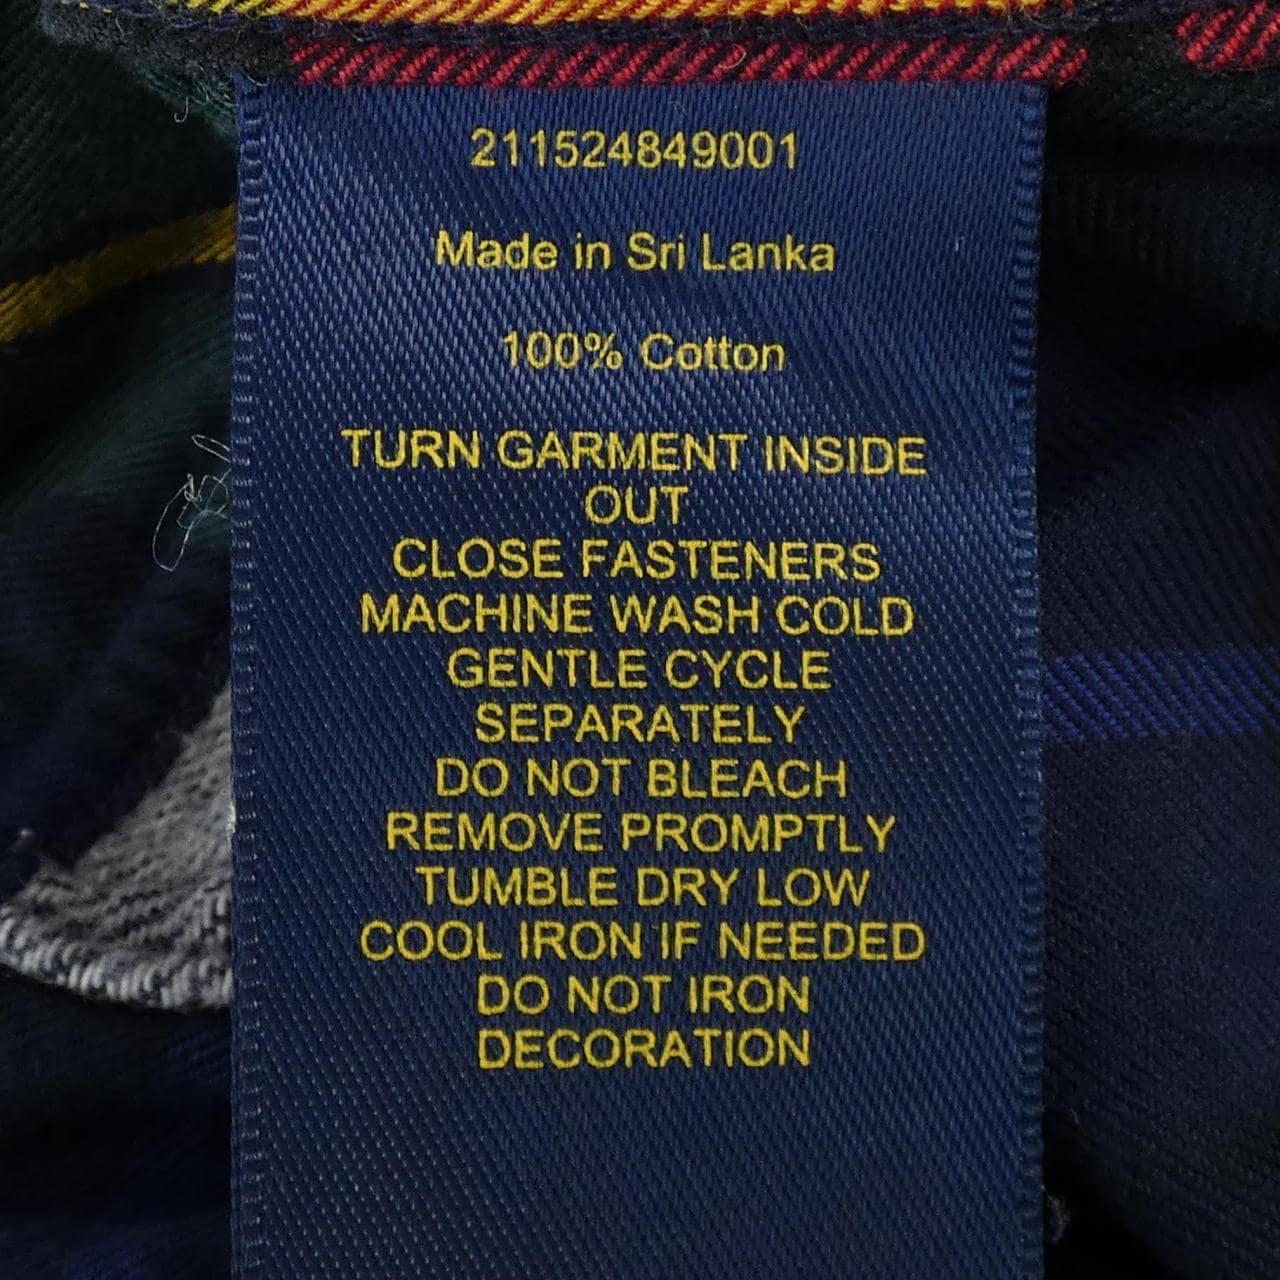 211524849001
Made in Sri Lanka
100% Cotton
TURN GARMENT INSIDE
OUT
CLOSE FASTENERS
MACHINE WASH COLD
GENTLE CYCLE
SEPARATELY
DO NOT BLEACH
REMOVE PROMPTLY
TUMBLE DRY LOW
COOL IRON IF NEEDED
DO NOT IRON
DECORATION